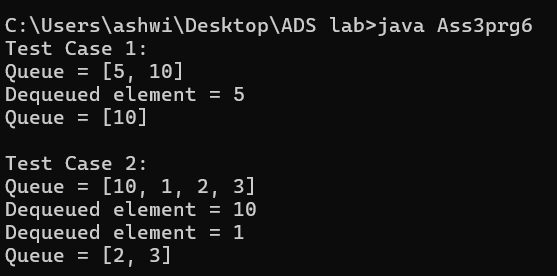 C:\Users\ashwi\Desktop\ADS lab>java Ass3prg6
Test Case 1:
Queue = [5, 10]
Dequeued element = 5
Queue = [10]

Test Case 2:
Queue = [10, 1, 2, 3]
Dequeued element = 10
Dequeued element = 1
Queue = [2, 3]